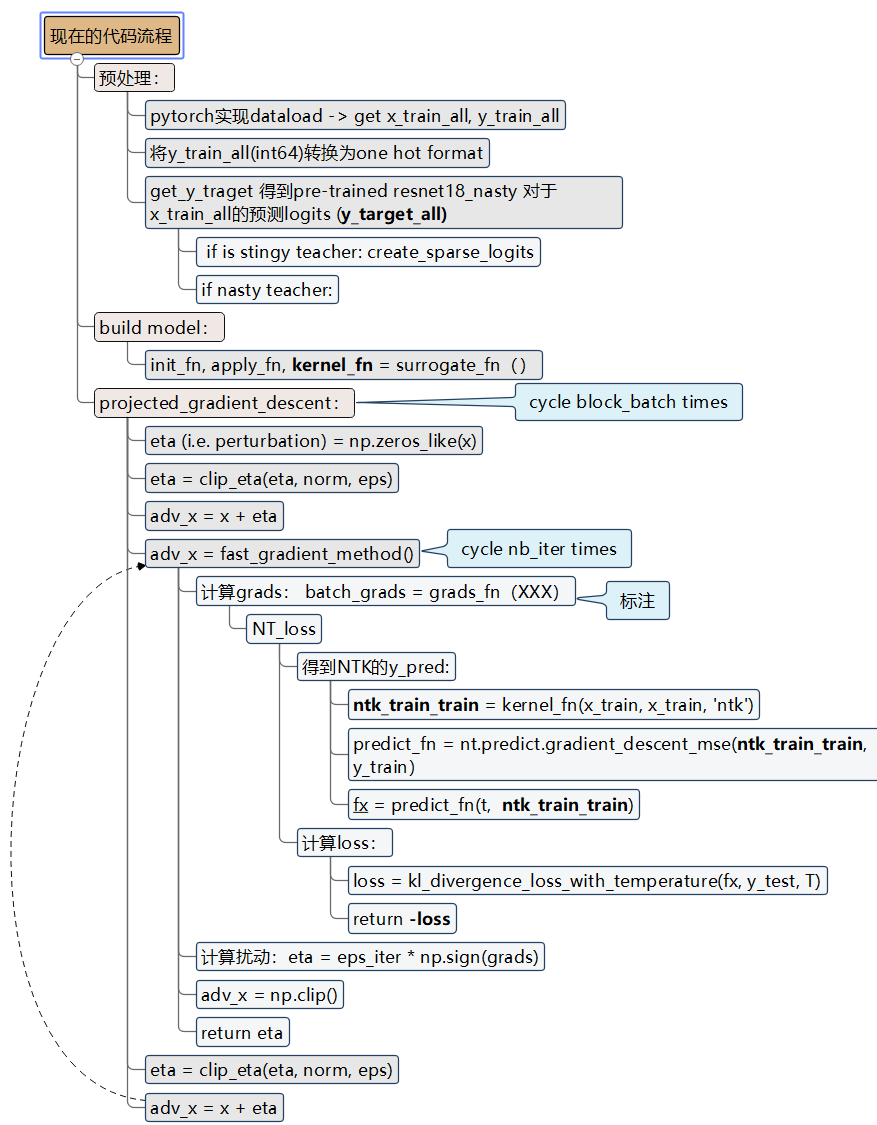 现在的代码流程
预处理：
pytorch实现dataload -> get x_train_all, y_train_all
将y_train_all(int64)转换为one hot format
get_y_traget 得到pre-trained resnet18_nasty 对于
x_train_all的预测logits (y_target_all)
if is stingy teacher: create_sparse_logits
if nasty teacher:
build model：
init_fn, apply_fn, kernel_fn = surrogate_fn（）
projected_gradient_descent：
cycle block_batch times
eta (i.e. perturbation) = np.zeros_like(x)
eta = clip_eta(eta, norm, eps)
adv_x = x + eta
adv_x = fast_gradient_method()
cycle nb_iter times
计算grads： batch_grads = grads_fn（XXX）
标注
NT_loss
得到NTK的y_pred:
ntk_train_train = kernel_fn(x_train, x_train, 'ntk')
predict_fn = nt.predict.gradient_descent_mse(ntk_train_train,
y_train）
fx = predict_fn(t, ntk_train_train)
计算loss：
loss = kl_divergence_loss_with_temperature(fx, y_test, T)
return -loss
计算扰动：eta = eps_iter * np.sign(grads)
adv_x = np.clip()
return eta
eta = clip_eta(eta, norm, eps)
adv_x = x + eta